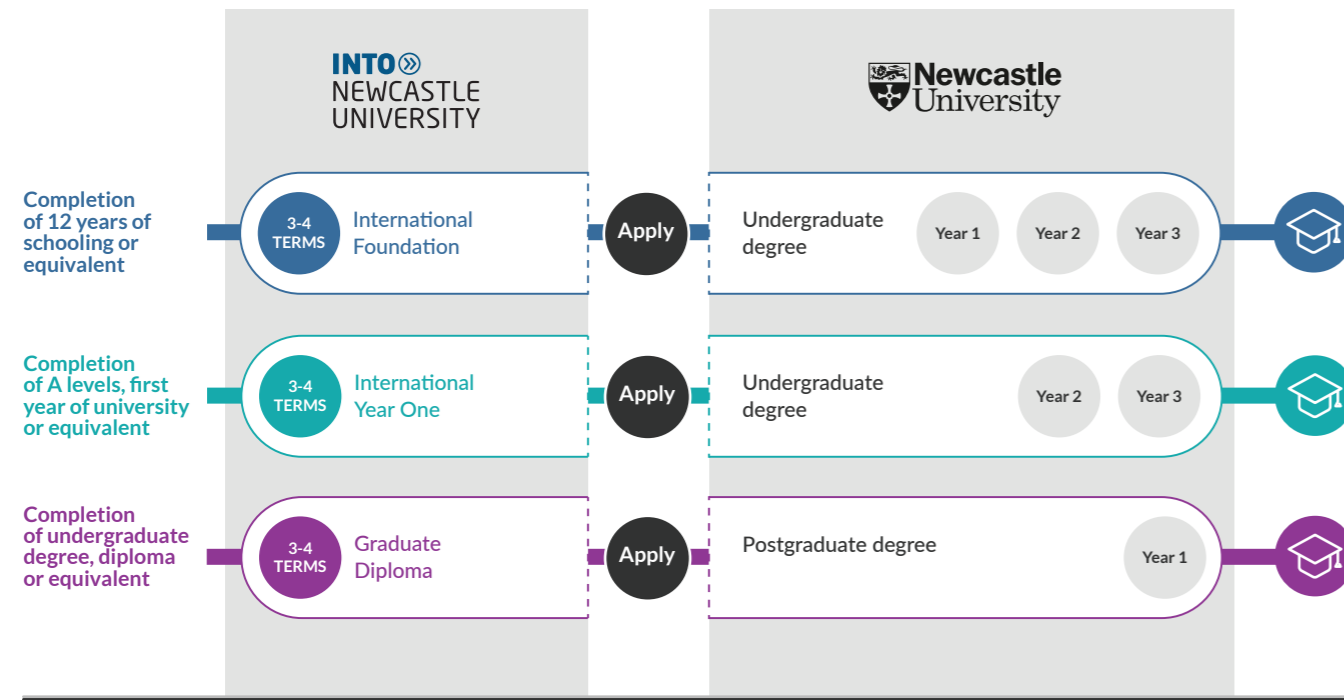 INTO
NEWCASTLE
UNIVERSITY
Newcastle
University
Completion
of 12 years of
schooling or
equivalent
3-4
TERMS
International
Foundation
Apply
Undergraduate
degree
Year 1
Year 2
Year 3
Completion
of A levels, first
year of university
or equivalent
3-4
TERMS
International
Year One
Apply
Undergraduate
degree
Year 2
Year 3
Completion
of undergraduate
degree, diploma
or equivalent
3-4
TERMS
Graduate
Diploma
Apply
Postgraduate degree
Year 1